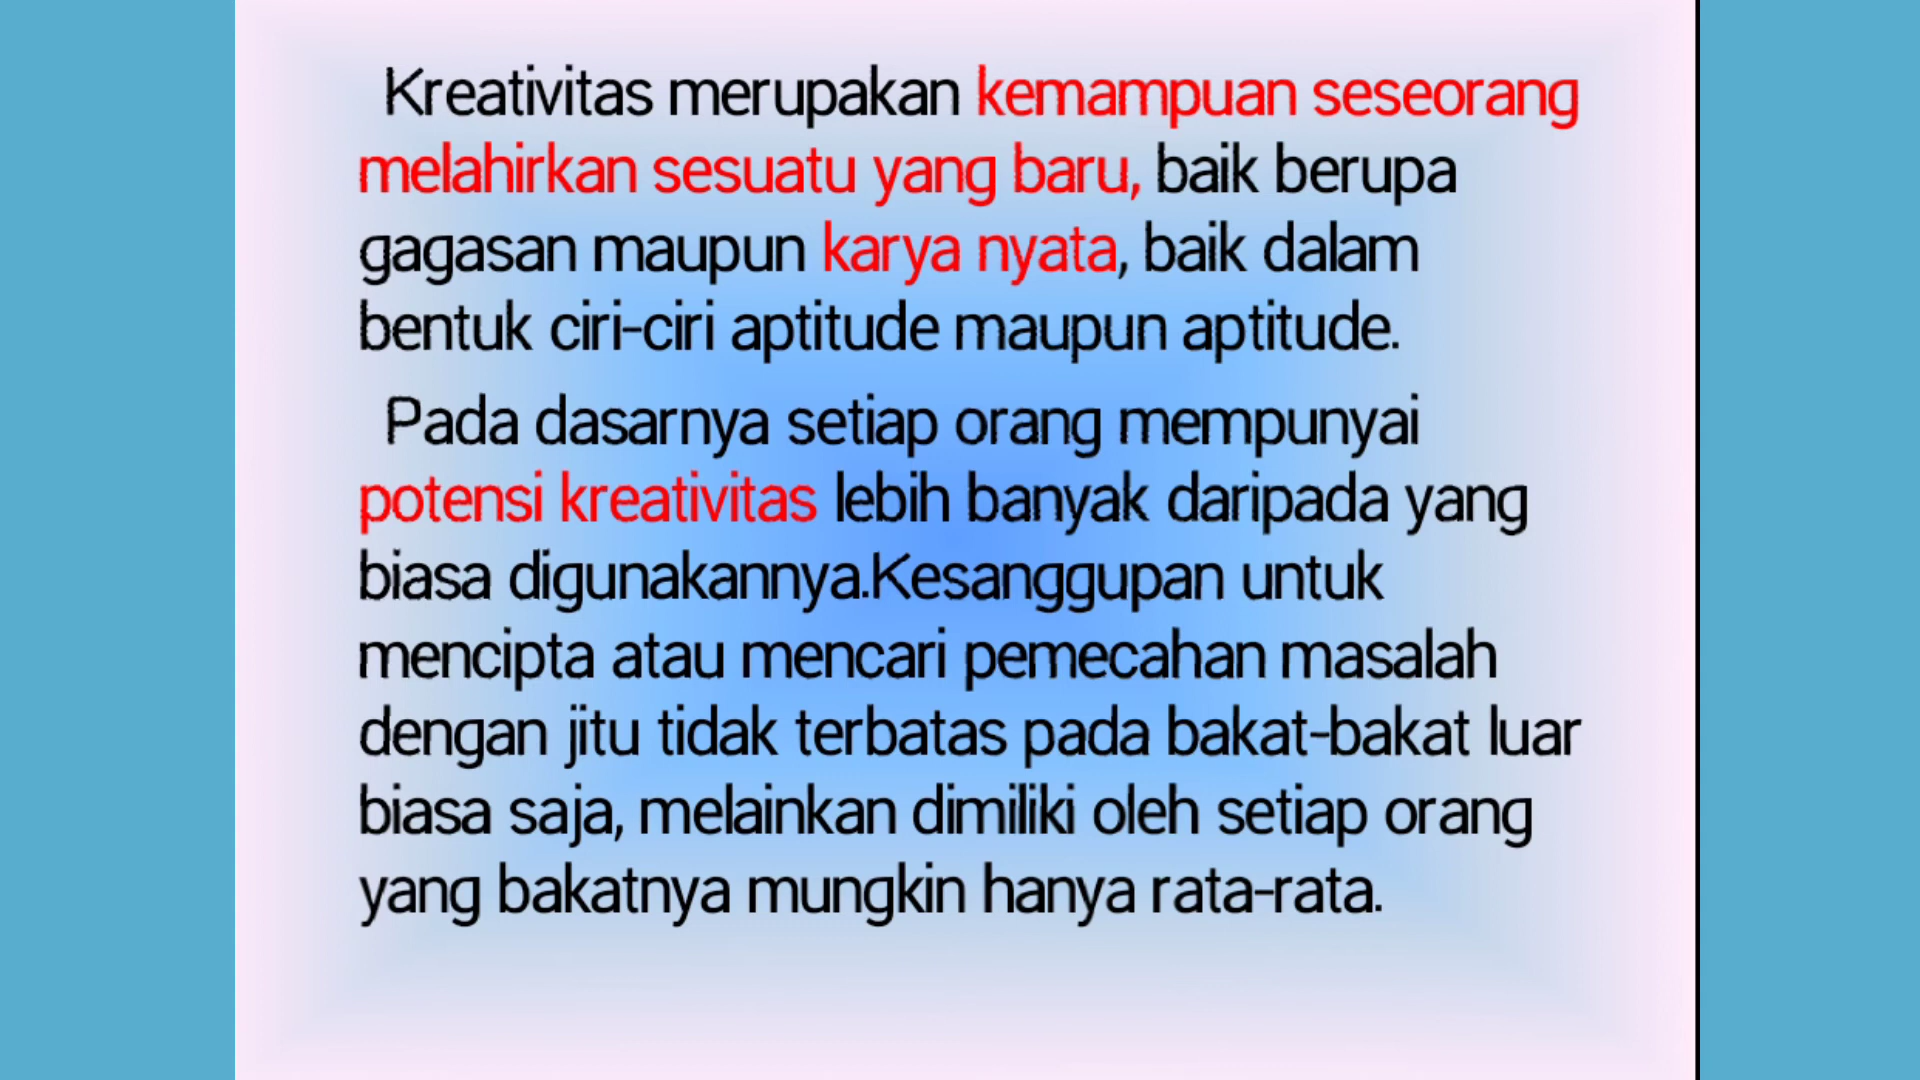 Kreativitas merupakan kemampuan seseorang
melahirkan sesuatu yang baru, baik berupa
gagasan maupun karya nyata, baik dalam
bentuk ciri-ciri aptitude maupun aptitude.
Pada dasarnya setiap orang mempunyai
potensi kreativitas lebih banyak daripada yang
biasa digunakannya.Kesanggupan untuk
mencipta atau mencari pemecahan masalah
dengan jitu tidak terbatas pada bakat-bakat luar
biasa saja, melainkan dimiliki oleh setiap orang
yang bakatnya mungkin hanya rata-rata.